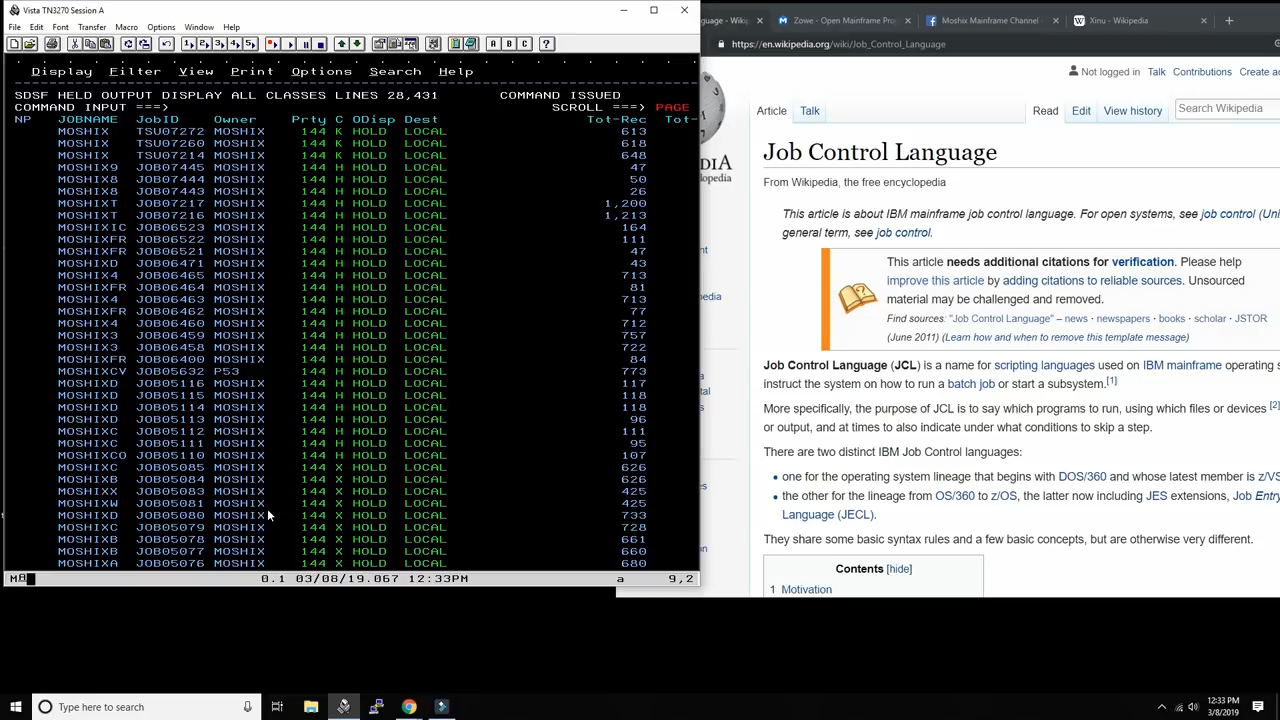 Vista TN3270 Session A
File Edit Font Transfer Macro Options Window Help
Display Filter View Print Options Search Help
SDSF HELD OUTPUT DISPLAY ALL CLASSES LINES 28,431 COMMAND ISSUED
COMMAND INPUT ===> SCROLL ===> PAGE
NP JOBNAME JobID Owner Prty C ODisp Dest Tot-Rec Tot-
MOSHIX TSU07272 MOSHIX 144 K HOLD LOCAL 613
MOSHIX TSU07260 MOSHIX 144 K HOLD LOCAL 618
MOSHIX TSU07214 MOSHIX 144 K HOLD LOCAL 648
MOSHIX9 JOB07445 MOSHIX 144 H HOLD LOCAL 47
MOSHIX8 JOB07444 MOSHIX 144 H HOLD LOCAL 50
MOSHIX8 JOB07443 MOSHIX 144 H HOLD LOCAL 26
MOSHIXT JOB07217 MOSHIX 144 H HOLD LOCAL 1,200
MOSHIXT JOB07216 MOSHIX 144 H HOLD LOCAL 1,213
MOSHIXIC JOB06523 MOSHIX 144 H HOLD LOCAL 164
MOSHIXFR JOB06522 MOSHIX 144 H HOLD LOCAL 111
MOSHIXFR JOB06521 MOSHIX 144 H HOLD LOCAL 47
MOSHIXD JOB06471 MOSHIX 144 H HOLD LOCAL 43
MOSHIX4 JOB06465 MOSHIX 144 H HOLD LOCAL 713
MOSHIXFR JOB06464 MOSHIX 144 H HOLD LOCAL 81
MOSHIX4 JOB06463 MOSHIX 144 H HOLD LOCAL 713
MOSHIXFR JOB06462 MOSHIX 144 H HOLD LOCAL 77
MOSHIX4 JOB06460 MOSHIX 144 H HOLD LOCAL 712
MOSHIX3 JOB06459 MOSHIX 144 H HOLD LOCAL 757
MOSHIX3 JOB06458 MOSHIX 144 H HOLD LOCAL 722
MOSHIXFR JOB06400 MOSHIX 144 H HOLD LOCAL 84
MOSHIXCV JOB05632 P53 144 H HOLD LOCAL 773
MOSHIXD JOB05116 MOSHIX 144 H HOLD LOCAL 117
MOSHIXD JOB05115 MOSHIX 144 H HOLD LOCAL 118
MOSHIXD JOB05114 MOSHIX 144 H HOLD LOCAL 118
MOSHIXD JOB05113 MOSHIX 144 H HOLD LOCAL 96
MOSHIXC JOB05112 MOSHIX 144 H HOLD LOCAL 111
MOSHIXC JOB05111 MOSHIX 144 H HOLD LOCAL 95
MOSHIXCO JOB05110 MOSHIX 144 H HOLD LOCAL 107
MOSHIXC JOB05085 MOSHIX 144 X HOLD LOCAL 626
MOSHIXB JOB05084 MOSHIX 144 X HOLD LOCAL 626
MOSHIXX JOB05083 MOSHIX 144 X HOLD LOCAL 425
MOSHIXW JOB05081 MOSHIX 144 X HOLD LOCAL 425
MOSHIXD JOB05080 MOSHIX 144 X HOLD LOCAL 733
MOSHIXC JOB05079 MOSHIX 144 X HOLD LOCAL 728
MOSHIXB JOB05078 MOSHIX 144 X HOLD LOCAL 661
MOSHIXB JOB05077 MOSHIX 144 X HOLD LOCAL 660
MOSHIXA JOB05076 MOSHIX 144 X HOLD LOCAL 680
0.1 03/08/19.067 12:33PM a 9,2
nguage - Wiki Zowe - Open Mainframe Pro Moshix Mainframe Channel - Xinu - Wikipedia
https://en.wikipedia.org/wiki/Job_Control_Language
Not logged in Talk Contributions Create ac
Article Talk Read Edit View history Search Wikipedia
Job Control Language
From Wikipedia, the free encyclopedia
This article is about IBM mainframe job control language. For open systems, see job control (Uni
general term, see job control.
This article needs additional citations for verification. Please help
improve this article by adding citations to reliable sources. Unsourced
material may be challenged and removed.
Find sources: "Job Control Language" – news · newspapers · books · scholar · JSTOR
(June 2011) (Learn how and when to remove this template message)
Job Control Language (JCL) is a name for scripting languages used on IBM mainframe operating s
instruct the system on how to run a batch job or start a subsystem.[1]
More specifically, the purpose of JCL is to say which programs to run, using which files or devices [2]
or output, and at times to also indicate under what conditions to skip a step.
There are two distinct IBM Job Control languages:
• one for the operating system lineage that begins with DOS/360 and whose latest member is z/VS
• the other for the lineage from OS/360 to z/OS, the latter now including JES extensions, Job Entry
Language (JECL).
They share some basic syntax rules and a few basic concepts, but are otherwise very different.
Contents [hide]
1 Motivation
Type here to search
12:33 PM
3/8/2019